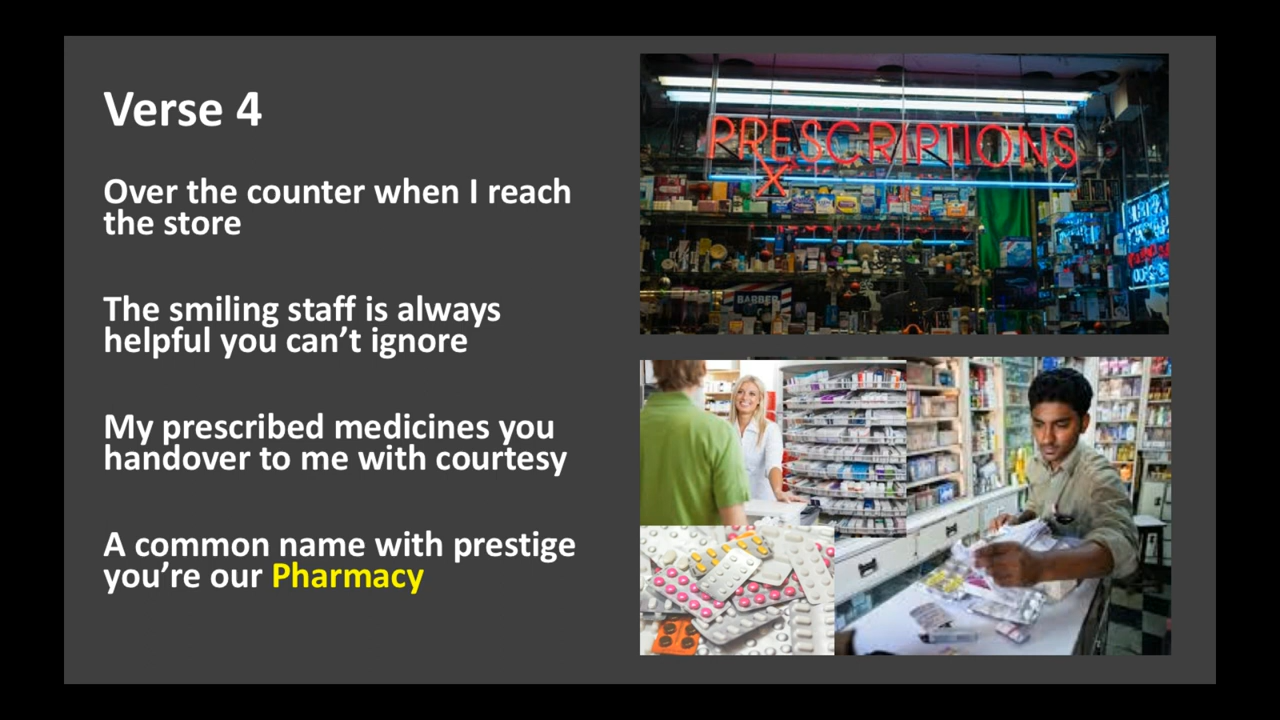 Verse 4
Over the counter when I reach
the store
The smiling staff is always
helpful you can’t ignore
My prescribed medicines you
handover to me with courtesy
A common name with prestige
you’re our Pharmacy
PRESCRIPTIONS
BARBER